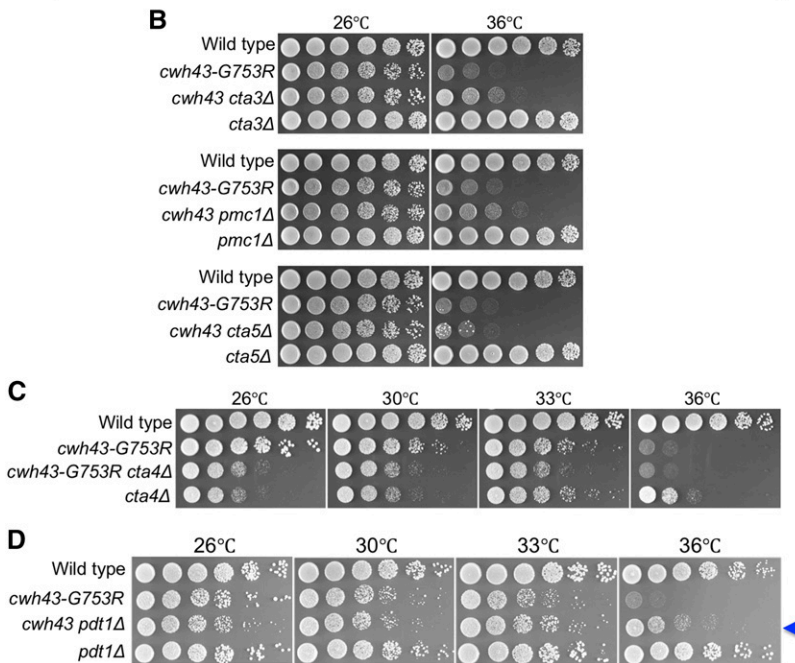 B
26°C 36°C
Wild type
cwh43-G753R
cwh43 cta3Δ
cta3Δ
Wild type
cwh43-G753R
cwh43 pmc1Δ
pmc1Δ
Wild type
cwh43-G753R
cwh43 cta5Δ
cta5Δ
C
26°C 30°C 33°C 36°C
Wild type
cwh43-G753R
cwh43-G753R cta4Δ
cta4Δ
D
26°C 30°C 33°C 36°C
Wild type
cwh43-G753R
cwh43 pdt1Δ
pdt1Δ